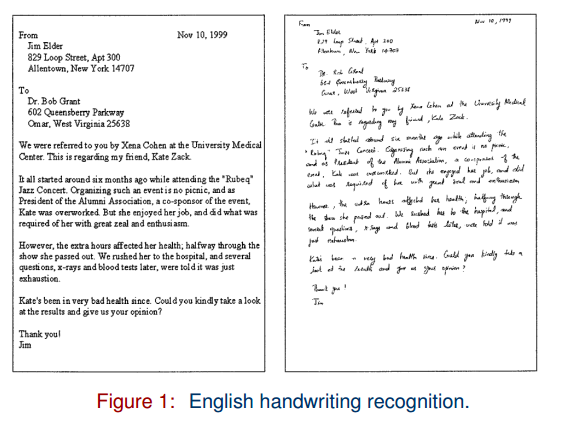 From Nov 10, 1999
Jim Elder
829 Loop Street, Apt 300
Allentown, New York 14707
To
Dr. Bob Grant
602 Queensberry Parkway
Omar, West Virginia 25638
We were referred to you by Xena Cohen at the University Medical
Center. This is regarding my friend, Kate Zack.
It all started around six months ago while attending the "Rubeq"
Jazz Concert. Organizing such an event is no picnic, and as
President of the Alumni Association, a co-sponsor of the event,
Kate was overworked. But she enjoyed her job, and did what was
required of her with great zeal and enthusiasm.
However, the extra hours affected her health; halfway through the
show she passed out. We rushed her to the hospital, and several
questions, x-rays and blood tests later, were told it was just
exhaustion.
Kate's been in very bad health since. Could you kindly take a look
at the results and give us your opinion?
Thank you!
Jim
From Nov 10, 1999
Jim Elder
829 Loop Street, Apt 300
Allentown, New York 14707
To
Dr. Bob Grant
602 Queensberry Parkway
Omar, West Virginia 25638
We were referred to you by Xena Cohen at the University Medical
Center. This is regarding my friend, Kate Zack.
It all started around six months ago while attending the
"Rubeq" Jazz Concert. Organizing such an event is no picnic,
and as President of the Alumni Association, a co-sponsor of the
event, Kate was overworked. But she enjoyed her job, and did
what was required of her with great zeal and enthusiasm.
However, the extra hours affected her health; halfway through
the show she passed out. We rushed her to the hospital, and
several questions, x-rays and blood tests later, were told it was
just exhaustion.
Kate's been in very bad health since. Could you kindly take a
look at the results and give us your opinion?
Thank you!
Jim
Figure 1: English handwriting recognition.